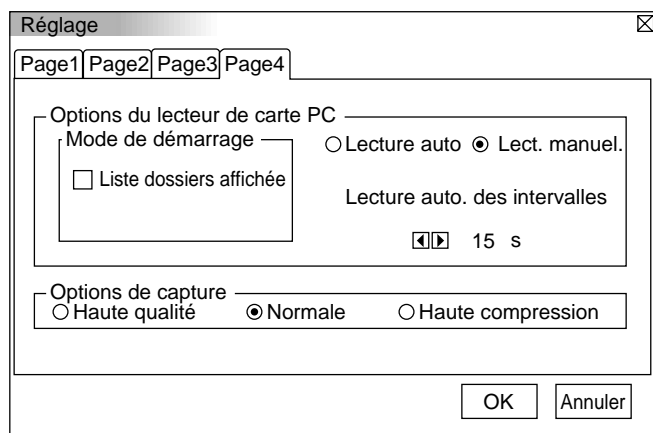 Réglage
Page1 Page2 Page3 Page4
Options du lecteur de carte PC
Mode de démarrage
Lecture auto Lect. manuel.
Liste dossiers affichée
Lecture auto. des intervalles
15 s
Options de capture
Haute qualité Normale Haute compression
OK Annuler